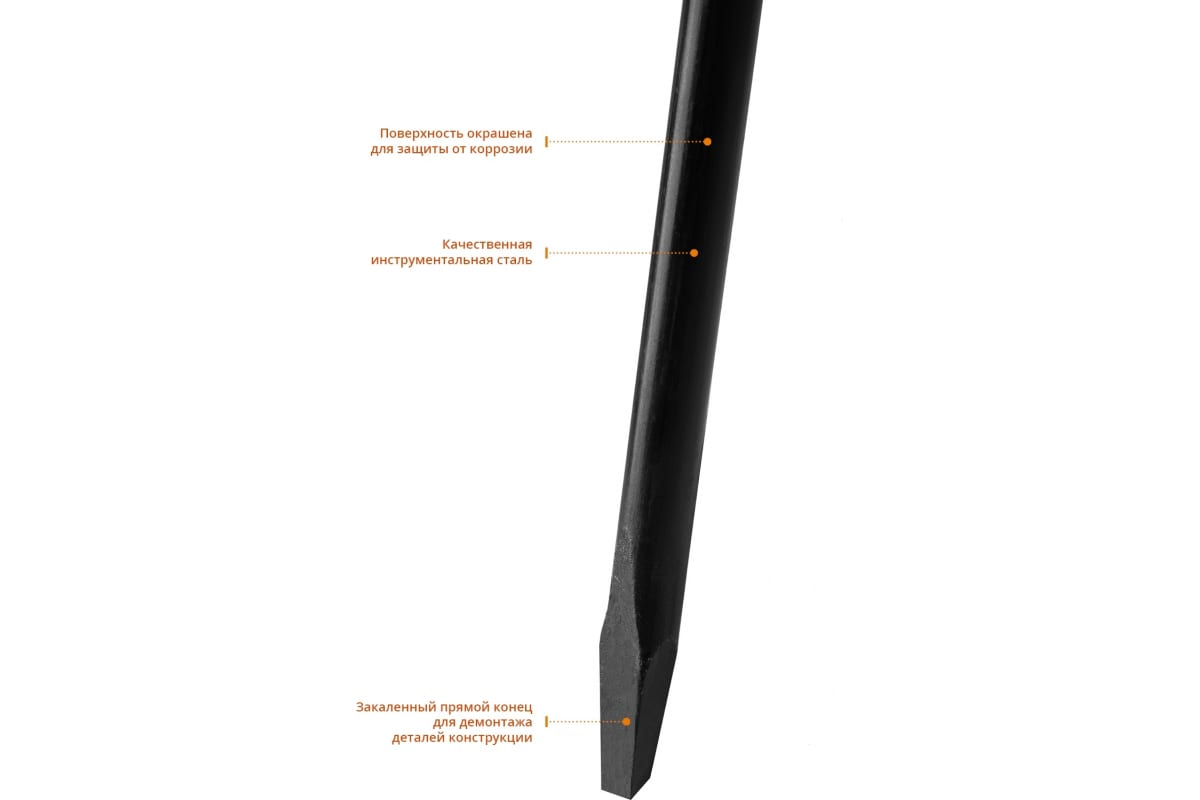 Поверхность окрашена
для защиты от коррозии
Качественная
инструментальная сталь
Закаленный прямой конец
для демонтажа
деталей конструкции